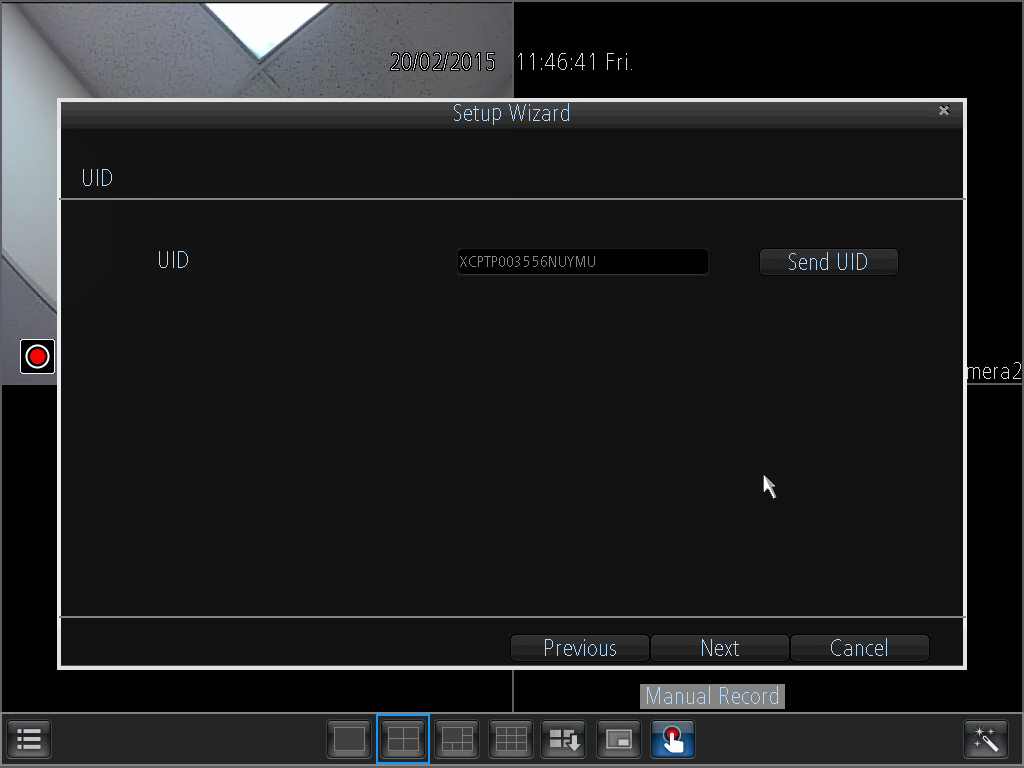 20/02/2015 11:46:41 Fri.
Setup Wizard
UID
UID XCPTP003556NUYMU Send UID
mera2
Previous Next Cancel
Manual Record